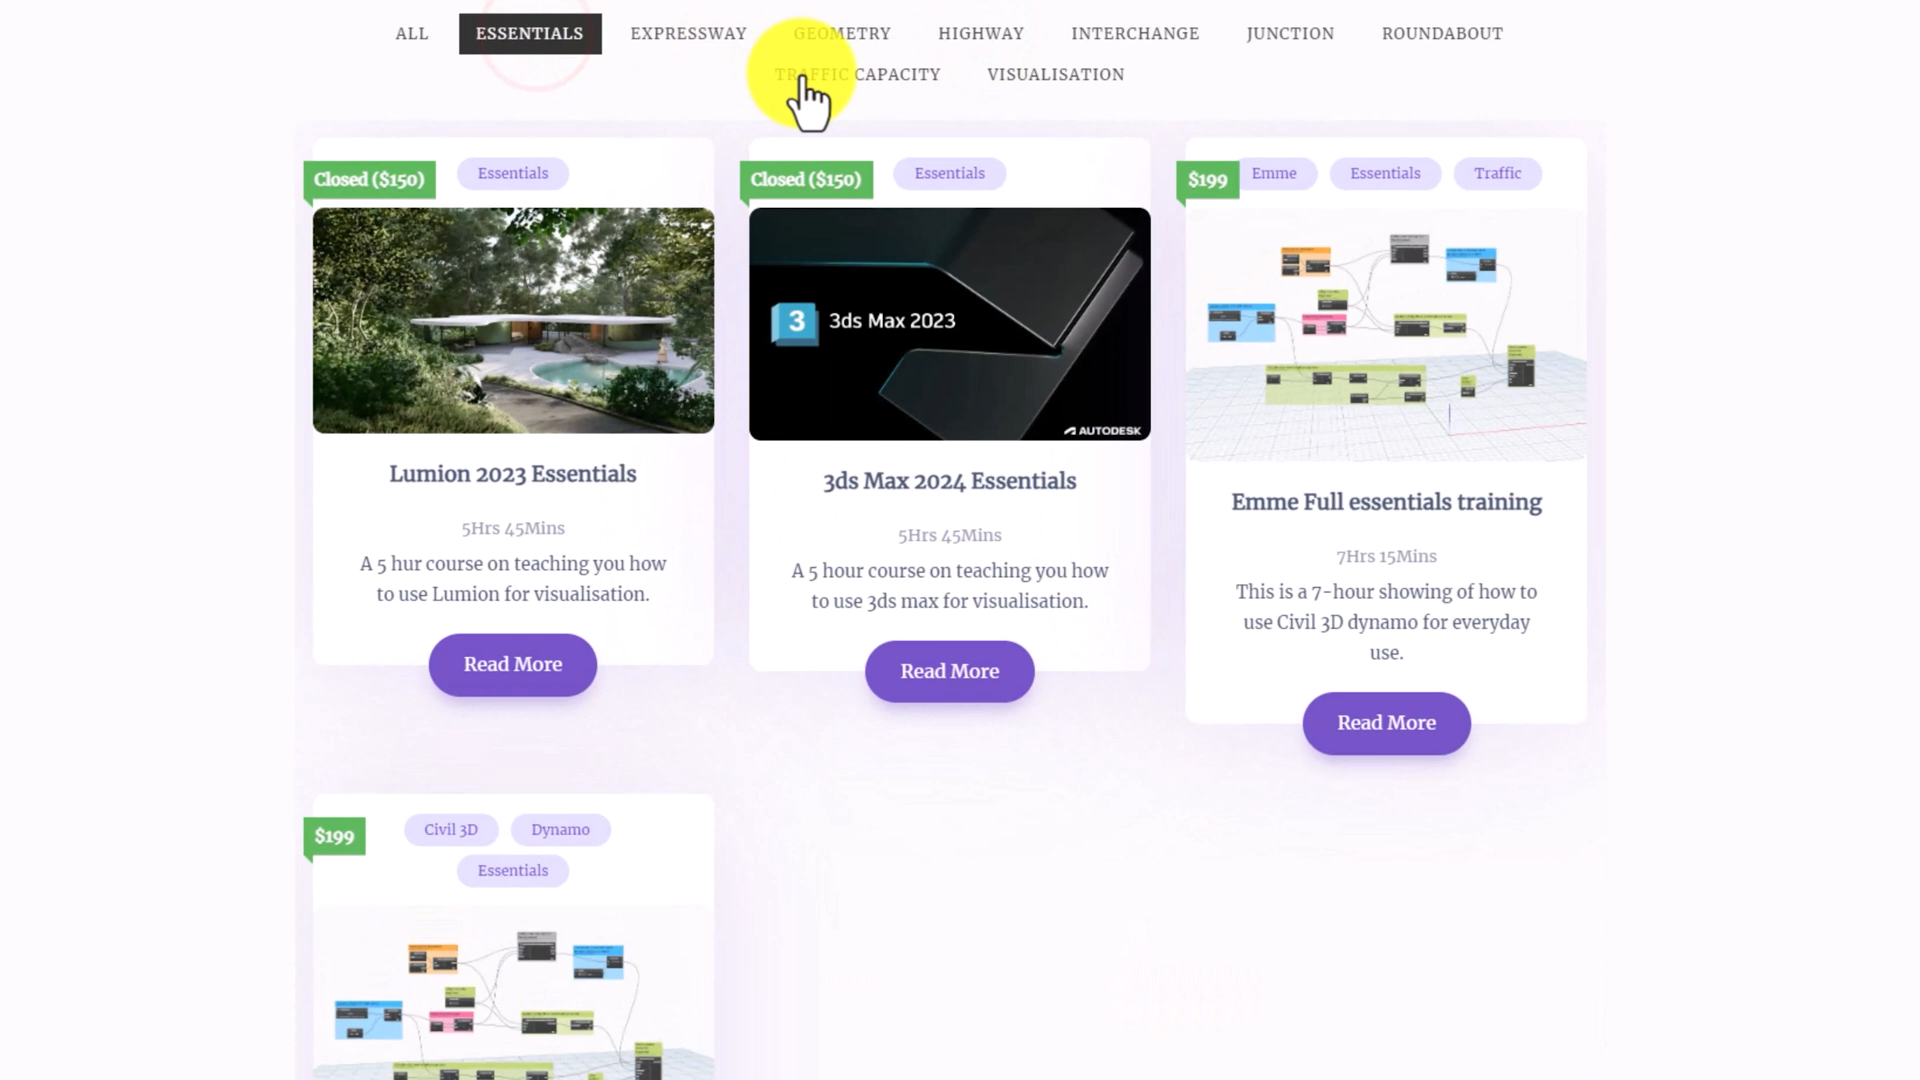 ALL ESSENTIALS EXPRESSWAY GEOMETRY HIGHWAY INTERCHANGE JUNCTION ROUNDABOUT
TRAFFIC CAPACITY VISUALISATION
Closed ($150) Essentials
Lumion 2023 Essentials
5Hrs 45Mins
A 5 hur course on teaching you how
to use Lumion for visualisation.
Read More
Closed ($150) Essentials
3 3ds Max 2023
AUTODESK
3ds Max 2024 Essentials
5Hrs 45Mins
A 5 hour course on teaching you how
to use 3ds max for visualisation.
Read More
$199 Emme Essentials Traffic
Emme Full essentials training
7Hrs 15Mins
This is a 7-hour showing of how to
use Civil 3D dynamo for everyday
use.
Read More
$199 Civil 3D Dynamo
Essentials